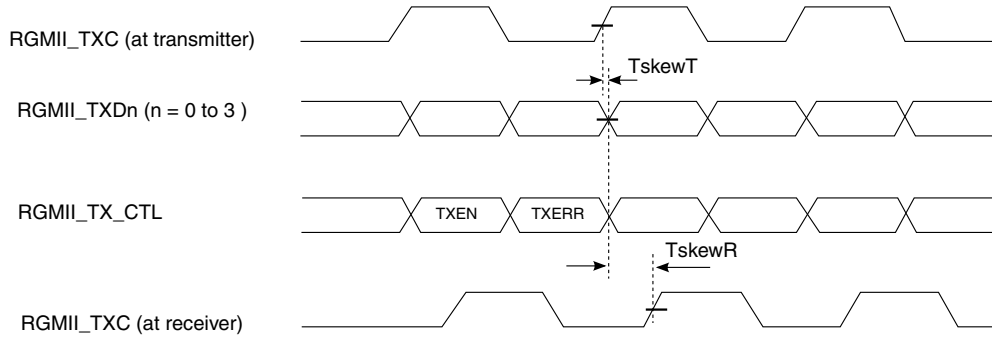 RGMII_TXC (at transmitter)
TskewT
RGMII_TXDn (n = 0 to 3 )
RGMII_TX_CTL
TXEN
TXERR
TskewR
RGMII_TXC (at receiver)